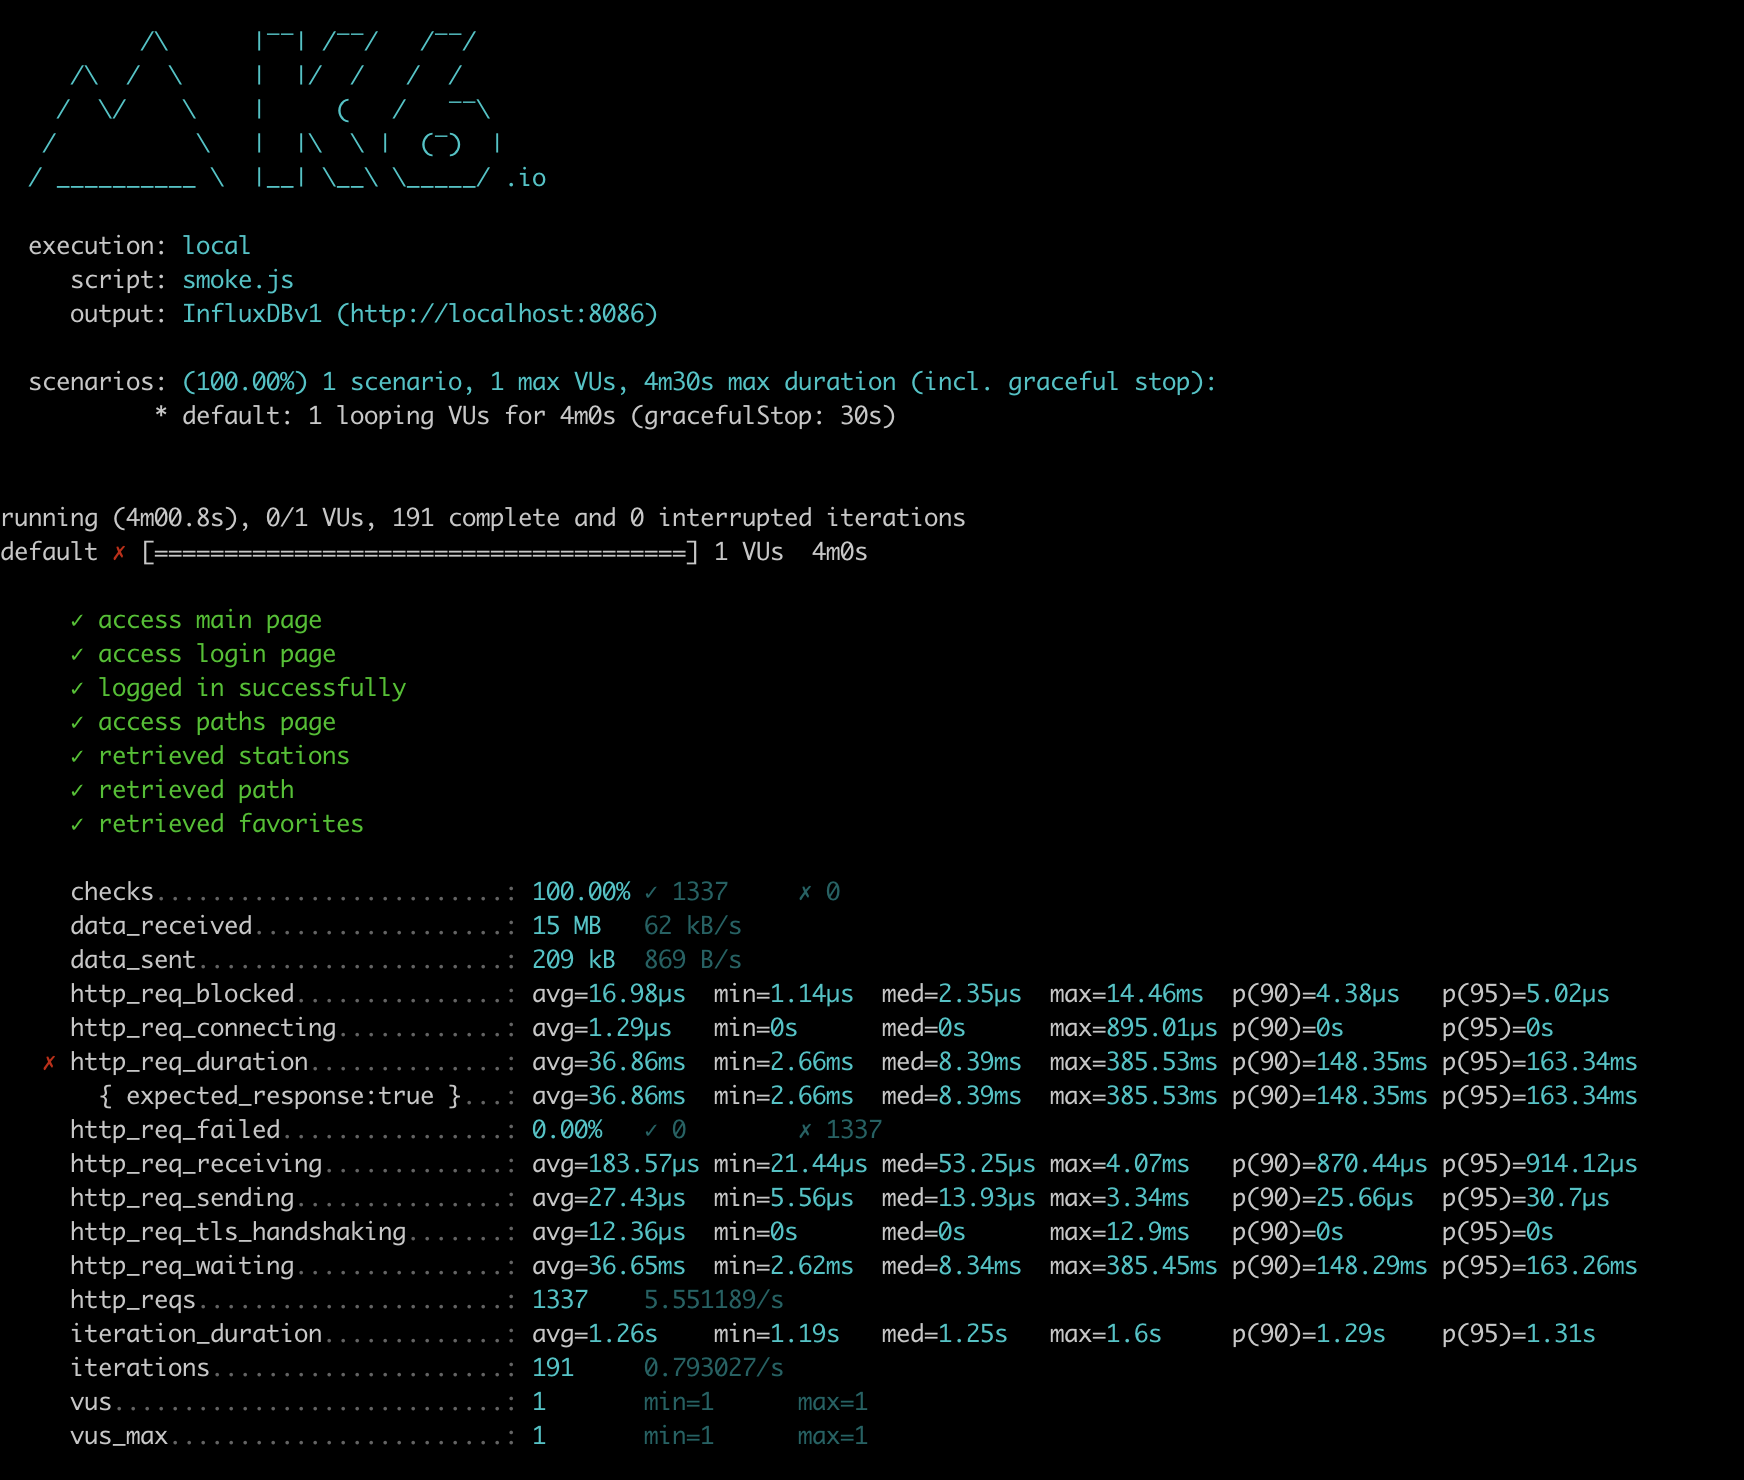 /\      |‾‾| /‾‾/   /‾‾/
     /\  /  \     |  |/  /   /  /
    /  \/    \    |     (   /   ‾‾\
   /          \   |  |\  \ |  (‾)  |
  / __________ \  |__| \__\ \_____/ .io

  execution: local
     script: smoke.js
     output: InfluxDBv1 (http://localhost:8086)

  scenarios: (100.00%) 1 scenario, 1 max VUs, 4m30s max duration (incl. graceful stop):
           * default: 1 looping VUs for 4m0s (gracefulStop: 30s)

running (4m00.8s), 0/1 VUs, 191 complete and 0 interrupted iterations
default ✗ [======================================] 1 VUs  4m0s

     ✓ access main page
     ✓ access login page
     ✓ logged in successfully
     ✓ access paths page
     ✓ retrieved stations
     ✓ retrieved path
     ✓ retrieved favorites

     checks.........................: 100.00% ✓ 1337     ✗ 0
     data_received..................: 15 MB   62 kB/s
     data_sent......................: 209 kB  869 B/s
     http_req_blocked...............: avg=16.98µs  min=1.14µs  med=2.35µs  max=14.46ms  p(90)=4.38µs   p(95)=5.02µs
     http_req_connecting............: avg=1.29µs   min=0s      med=0s      max=895.01µs p(90)=0s       p(95)=0s
   ✗ http_req_duration..............: avg=36.86ms  min=2.66ms  med=8.39ms  max=385.53ms p(90)=148.35ms p(95)=163.34ms
       { expected_response:true }...: avg=36.86ms  min=2.66ms  med=8.39ms  max=385.53ms p(90)=148.35ms p(95)=163.34ms
     http_req_failed................: 0.00%   ✓ 0        ✗ 1337
     http_req_receiving.............: avg=183.57µs min=21.44µs med=53.25µs max=4.07ms   p(90)=870.44µs p(95)=914.12µs
     http_req_sending...............: avg=27.43µs  min=5.56µs  med=13.93µs max=3.34ms   p(90)=25.66µs  p(95)=30.7µs
     http_req_tls_handshaking.......: avg=12.36µs  min=0s      med=0s      max=12.9ms   p(90)=0s       p(95)=0s
     http_req_waiting...............: avg=36.65ms  min=2.62ms  med=8.34ms  max=385.45ms p(90)=148.29ms p(95)=163.26ms
     http_reqs......................: 1337    5.551189/s
     iteration_duration.............: avg=1.26s    min=1.19s   med=1.25s   max=1.6s     p(90)=1.29s    p(95)=1.31s
     iterations.....................: 191     0.793027/s
     vus............................: 1       min=1      max=1
     vus_max........................: 1       min=1      max=1